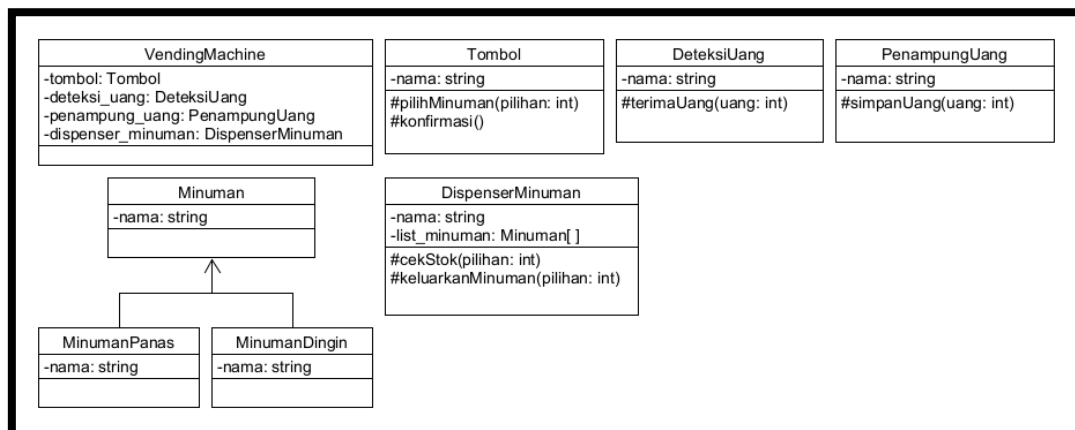 VendingMachine
-tombol: Tombol
-deteksi_uang: DeteksiUang
-penampung_uang: PenampungUang
-dispenser_minuman: DispenserMinuman
Tombol
-nama: string
#pilihMinuman(pilihan: int)
#konfirmasi()
DeteksiUang
-nama: string
#terimaUang(uang: int)
PenampungUang
-nama: string
#simpanUang(uang: int)
Minuman
-nama: string
DispenserMinuman
-nama: string
-list_minuman: Minuman[ ]
#cekStok(pilihan: int)
#keluarkanMinuman(pilihan: int)
MinumanPanas
-nama: string
MinumanDingin
-nama: string